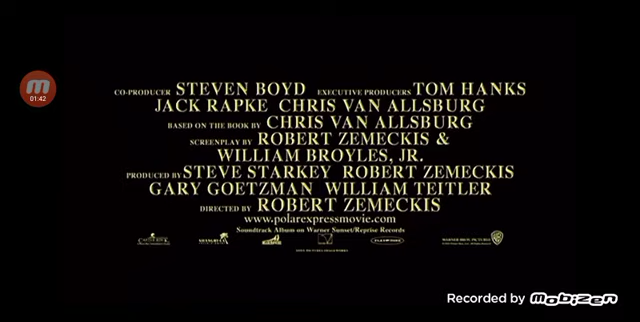 01:42
CO-PRODUCER STEVEN BOYD EXECUTIVE PRODUCERS TOM HANKS
JACK RAPKE CHRIS VAN ALLSBURG
BASED ON THE BOOK BY CHRIS VAN ALLSBURG
SCREENPLAY BY ROBERT ZEMECKIS &
WILLIAM BROYLES, JR.
PRODUCED BY STEVE STARKEY ROBERT ZEMECKIS
GARY GOETZMAN WILLIAM TEITLER
DIRECTED BY ROBERT ZEMECKIS
www.polarexpressmovie.com
Soundtrack Album on Warner Sunset/Reprise Records
Recorded by mobizen